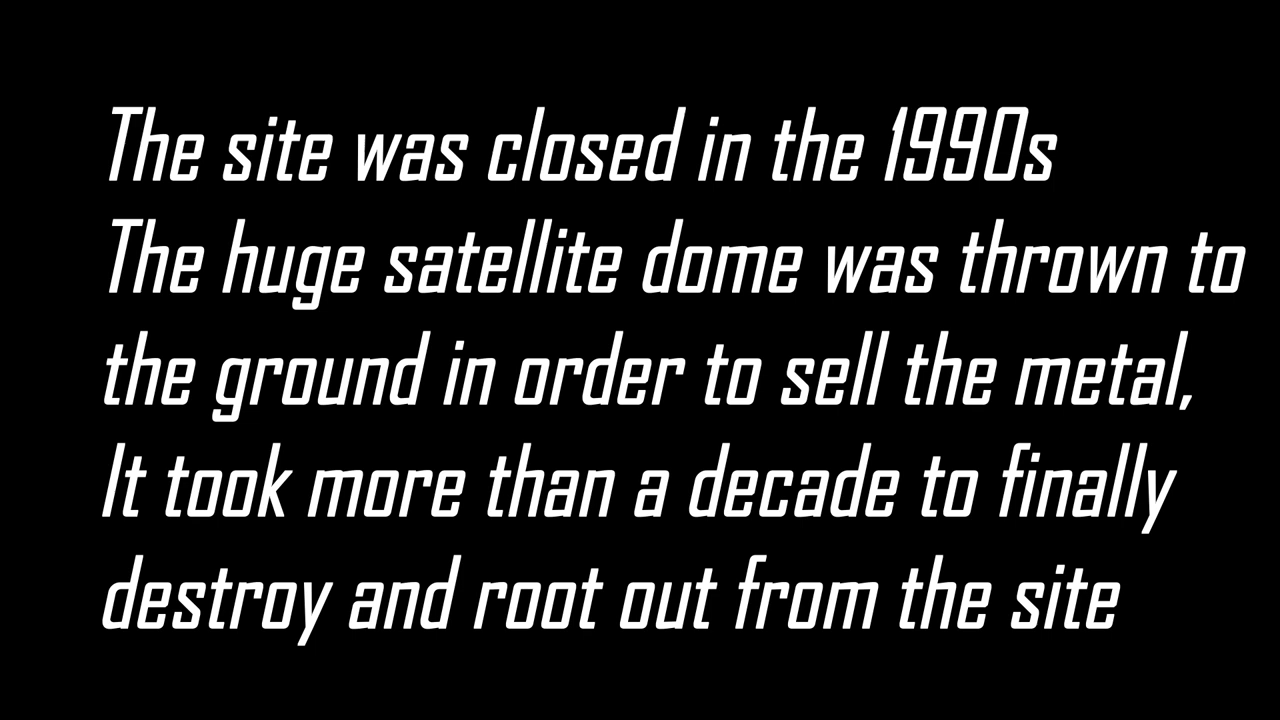 The site was closed in the 1990s
The huge satellite dome was thrown to
the ground in order to sell the metal,
It took more than a decade to finally
destroy and root out from the site